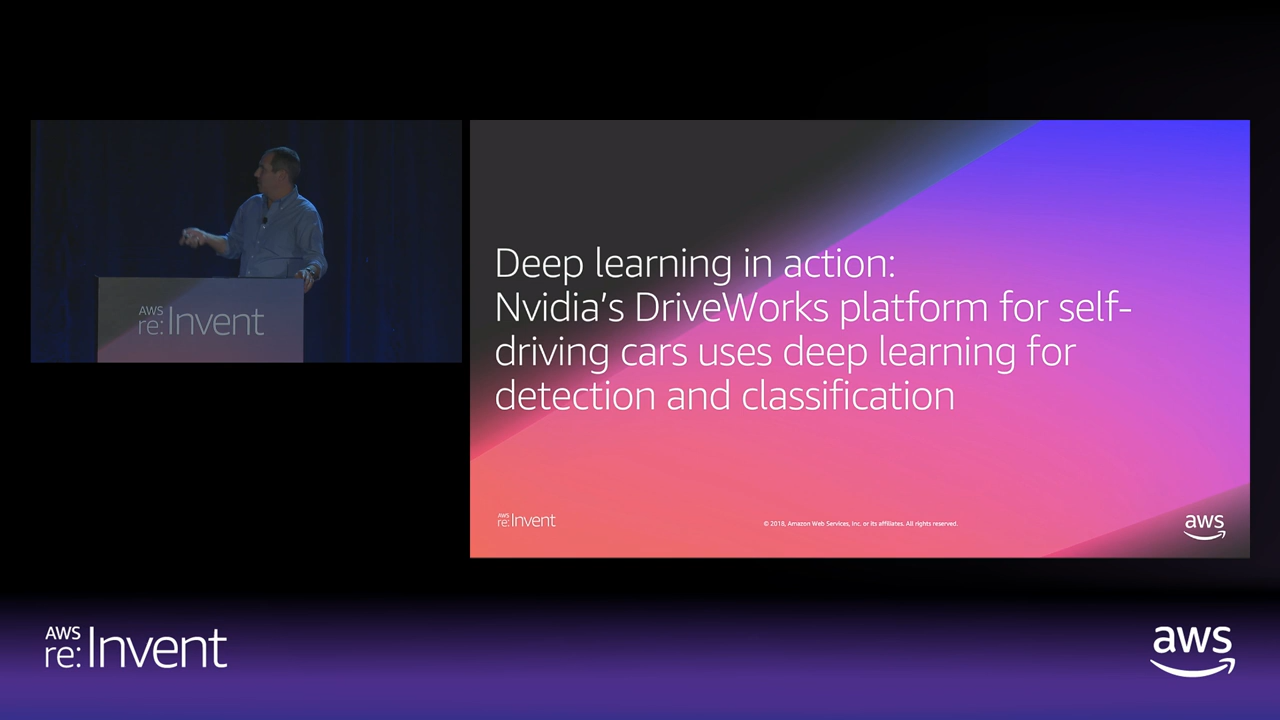 AWS
re:Invent
Deep learning in action:
Nvidia's DriveWorks platform for self-
driving cars uses deep learning for
detection and classification
AWS
re:Invent
© 2018, Amazon Web Services, Inc. or its affiliates. All rights reserved.
aws
AWS
re:Invent
aws